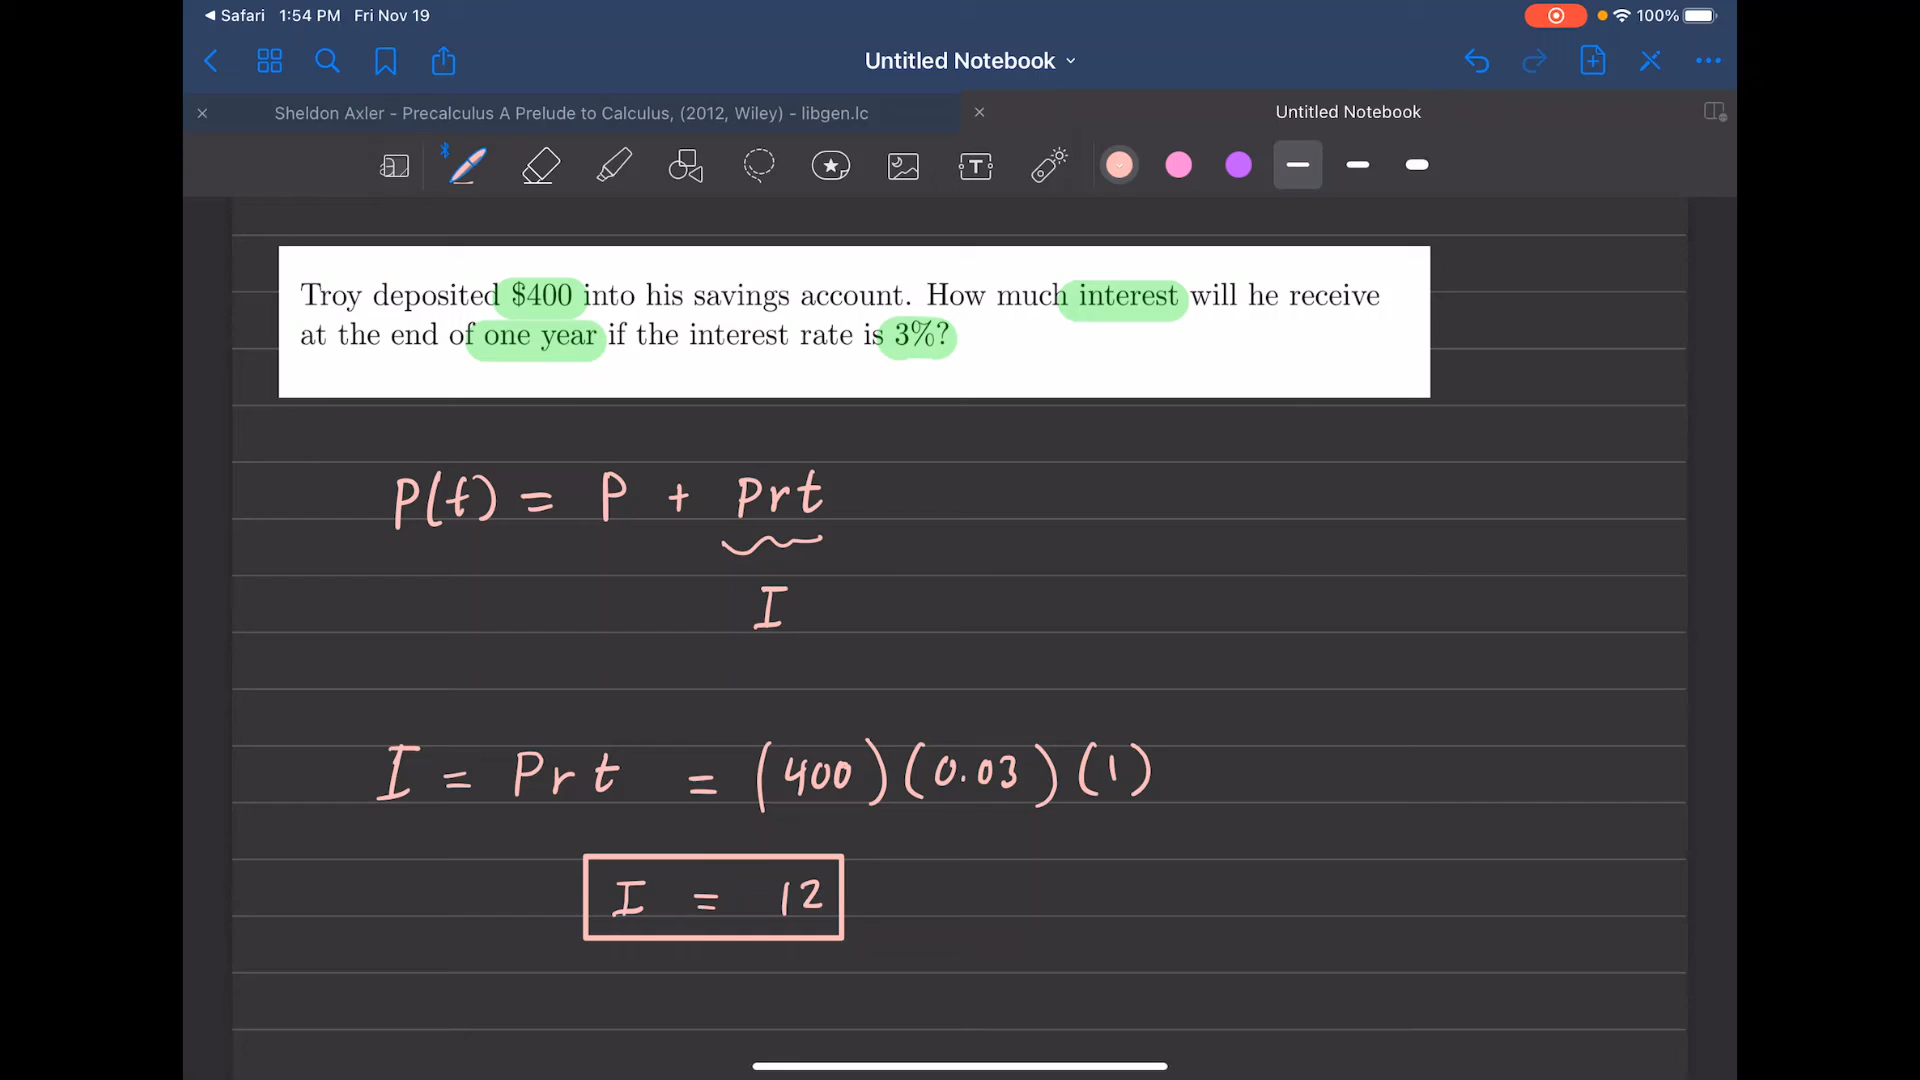 Safari 1:54 PM Fri Nov 19 100%
Untitled Notebook
Sheldon Axler - Precalculus A Prelude to Calculus, (2012, Wiley) - libgen.lc Untitled Notebook
Troy deposited $400 into his savings account. How much interest will he receive
at the end of one year if the interest rate is 3%?
P(t) = P + Prt
I
I = Prt = (400)(0.03)(1)
I = 12